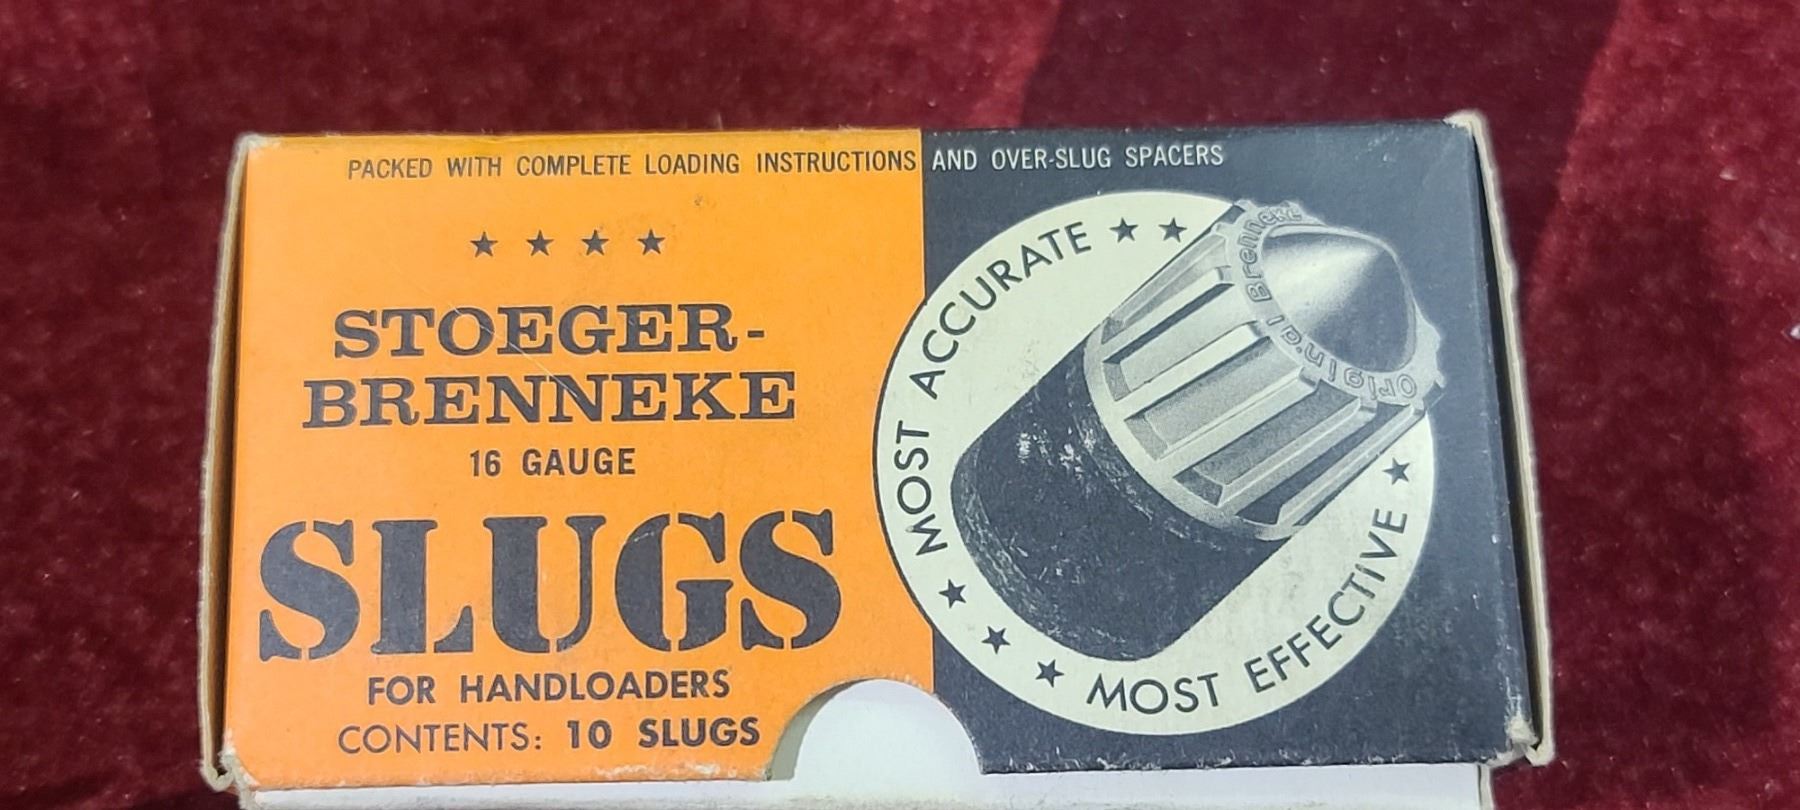 PACKED WITH COMPLETE LOADING INSTRUCTIONS AND OVER-SLUG SPACERS
STOEGER-
BRENNEKE
16 GAUGE
SLUGS
FOR HANDLOADERS
CONTENTS: 10 SLUGS
MOST ACCURATE
Original Brenneke
MOST EFFECTIVE